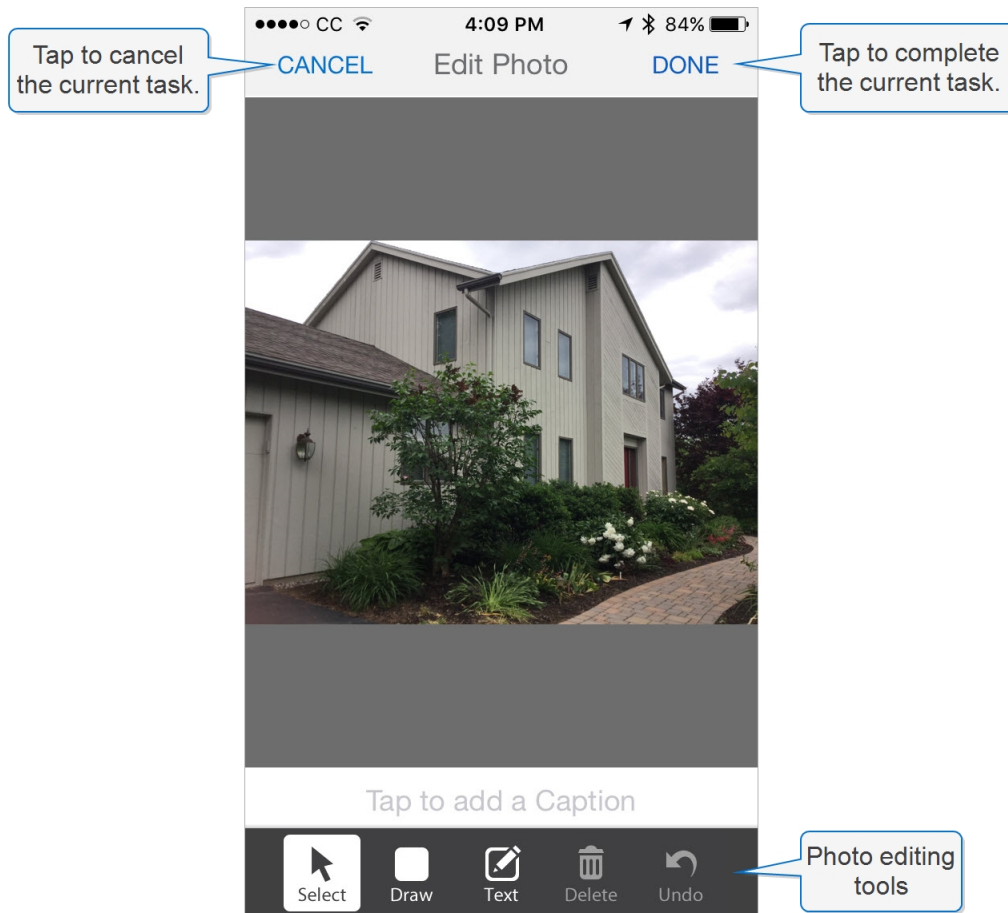 CC 4:09 PM 84%
Tap to cancel
the current task.
CANCEL Edit Photo DONE
Tap to complete
the current task.
Tap to add a Caption
Select Draw Text Delete Undo
Photo editing
tools